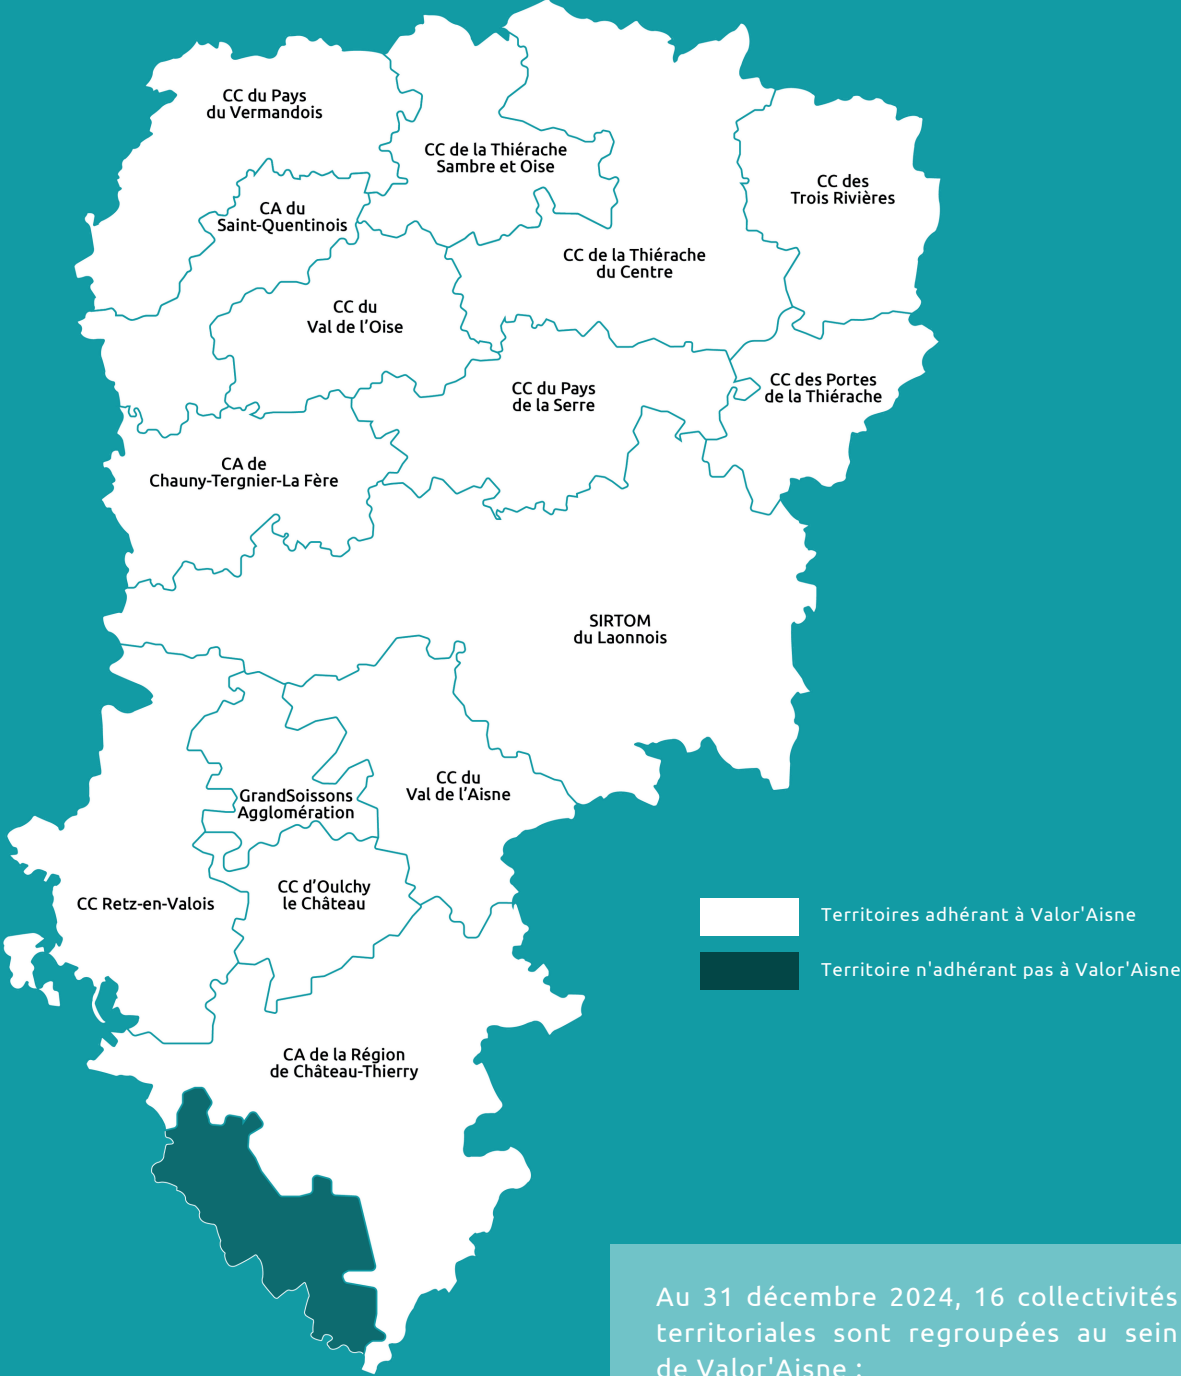 CC du Pays
du Vermandois
CC de la Thiérache
Sambre et Oise
CC des
Trois Rivières
CA du
Saint-Quentinois
CC de la Thiérache
du Centre
CC du
Val de l'Oise
CC du Pays
de la Serre
CC des Portes
de la Thiérache
CA de
Chauny-Tergnier-La Fère
SIRTOM
du Laonnois
GrandSoissons
Agglomération
CC du
Val de l'Aisne
CC Retz-en-Valois
CC d'Oulchy
le Château
Territoires adhérant à Valor'Aisne
Territoire n'adhérant pas à Valor'Aisne
CA de la Région
de Château-Thierry
Au 31 décembre 2024, 16 collectivités
territoriales sont regroupées au sein
de Valor'Aisne :